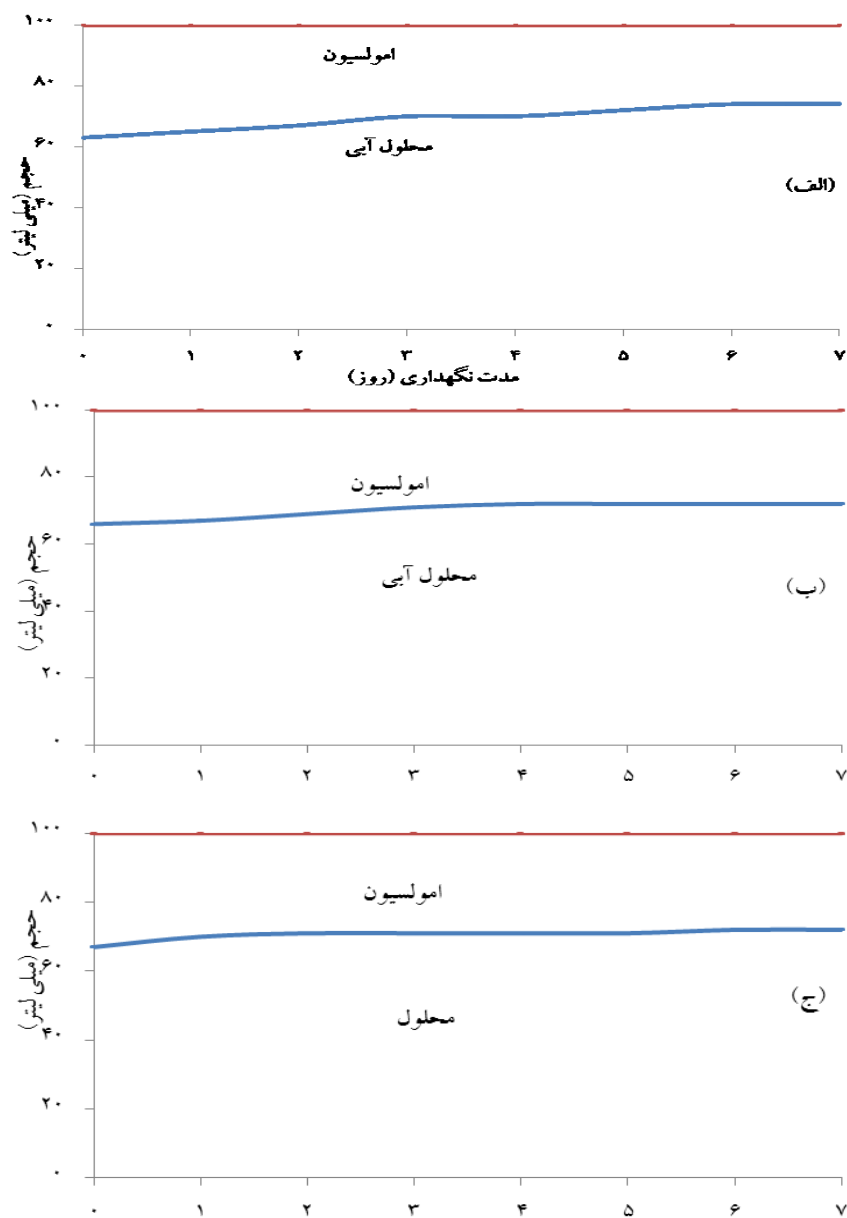 ۱۰۰
امولسیون
۸۰
۶۰
محلول آبی
(الف)
۴۰
حجم (میلی لیتر)
۲۰
۰
۰ ۱ ۲ ۳ ۴ ۵ ۶ ۷
مدت نگهداری (روز)
۱۰۰
۸۰
امولسیون
۶۰
محلول آبی
(ب)
۴۰
حجم (میلی لیتر)
۲۰
۰
۰ ۱ ۲ ۳ ۴ ۵ ۶ ۷
۱۰۰
۸۰
امولسیون
۶۰
(ج)
محلول
۴۰
حجم (میلی لیتر)
۲۰
۰
۰ ۱ ۲ ۳ ۴ ۵ ۶ ۷